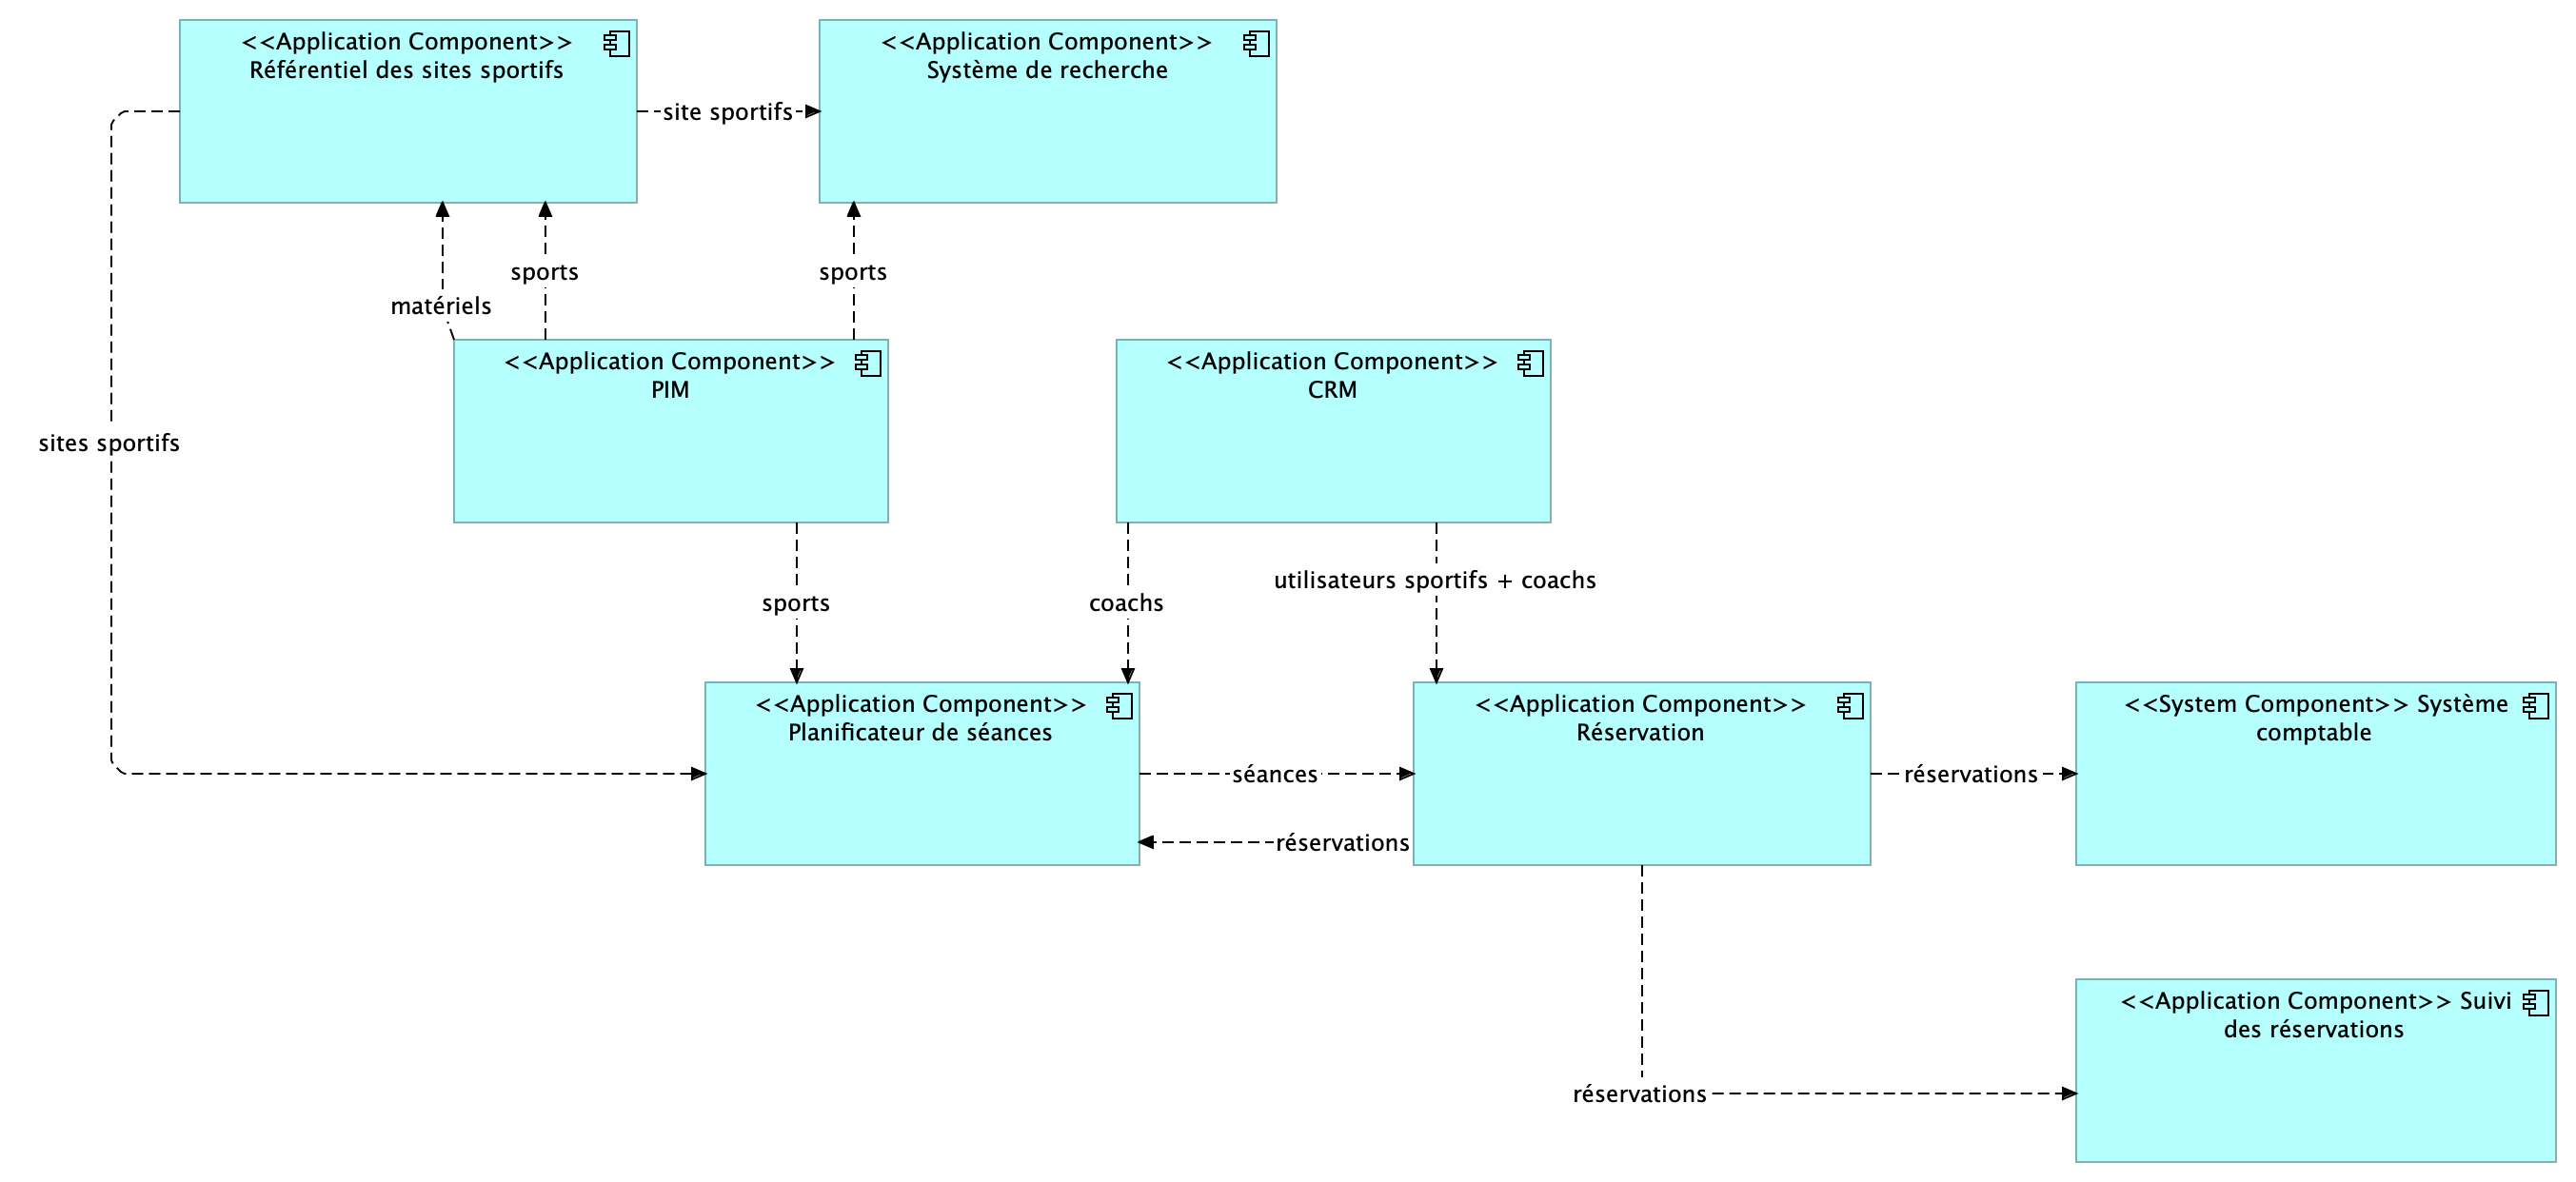 <<Application Component>>
Référentiel des sites sportifs
<<Application Component>>
Système de recherche
site sportifs
sports
sports
matériels
<<Application Component>>
PIM
<<Application Component>>
CRM
sites sportifs
utilisateurs sportifs + coachs
sports
coachs
<<Application Component>>
Planificateur de séances
<<Application Component>>
Réservation
<<System Component>> Système
comptable
séances
réservations
réservations
<<Application Component>> Suivi
des réservations
réservations